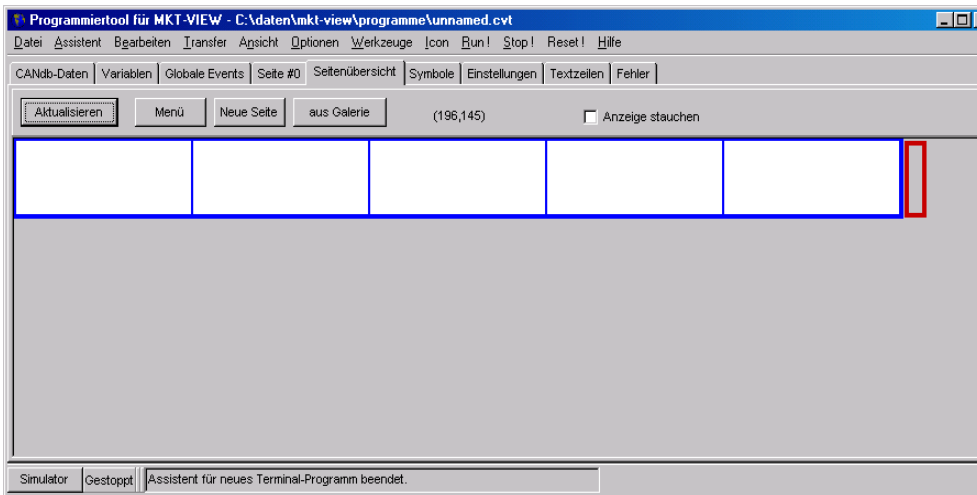 Programmiertool für MKT-VIEW - C:\daten\mkt-view\programme\unnamed.cvt
Datei Assistent Bearbeiten Transfer Ansicht Optionen Werkzeuge Icon Run! Stop! Reset! Hilfe
CANdb-Daten Variablen Globale Events Seite #0 Seitenübersicht Symbole Einstellungen Textzeilen Fehler
Aktualisieren Menü Neue Seite aus Galerie (196,145) Anzeige stauchen
Simulator Gestoppt Assistent für neues Terminal-Programm beendet.